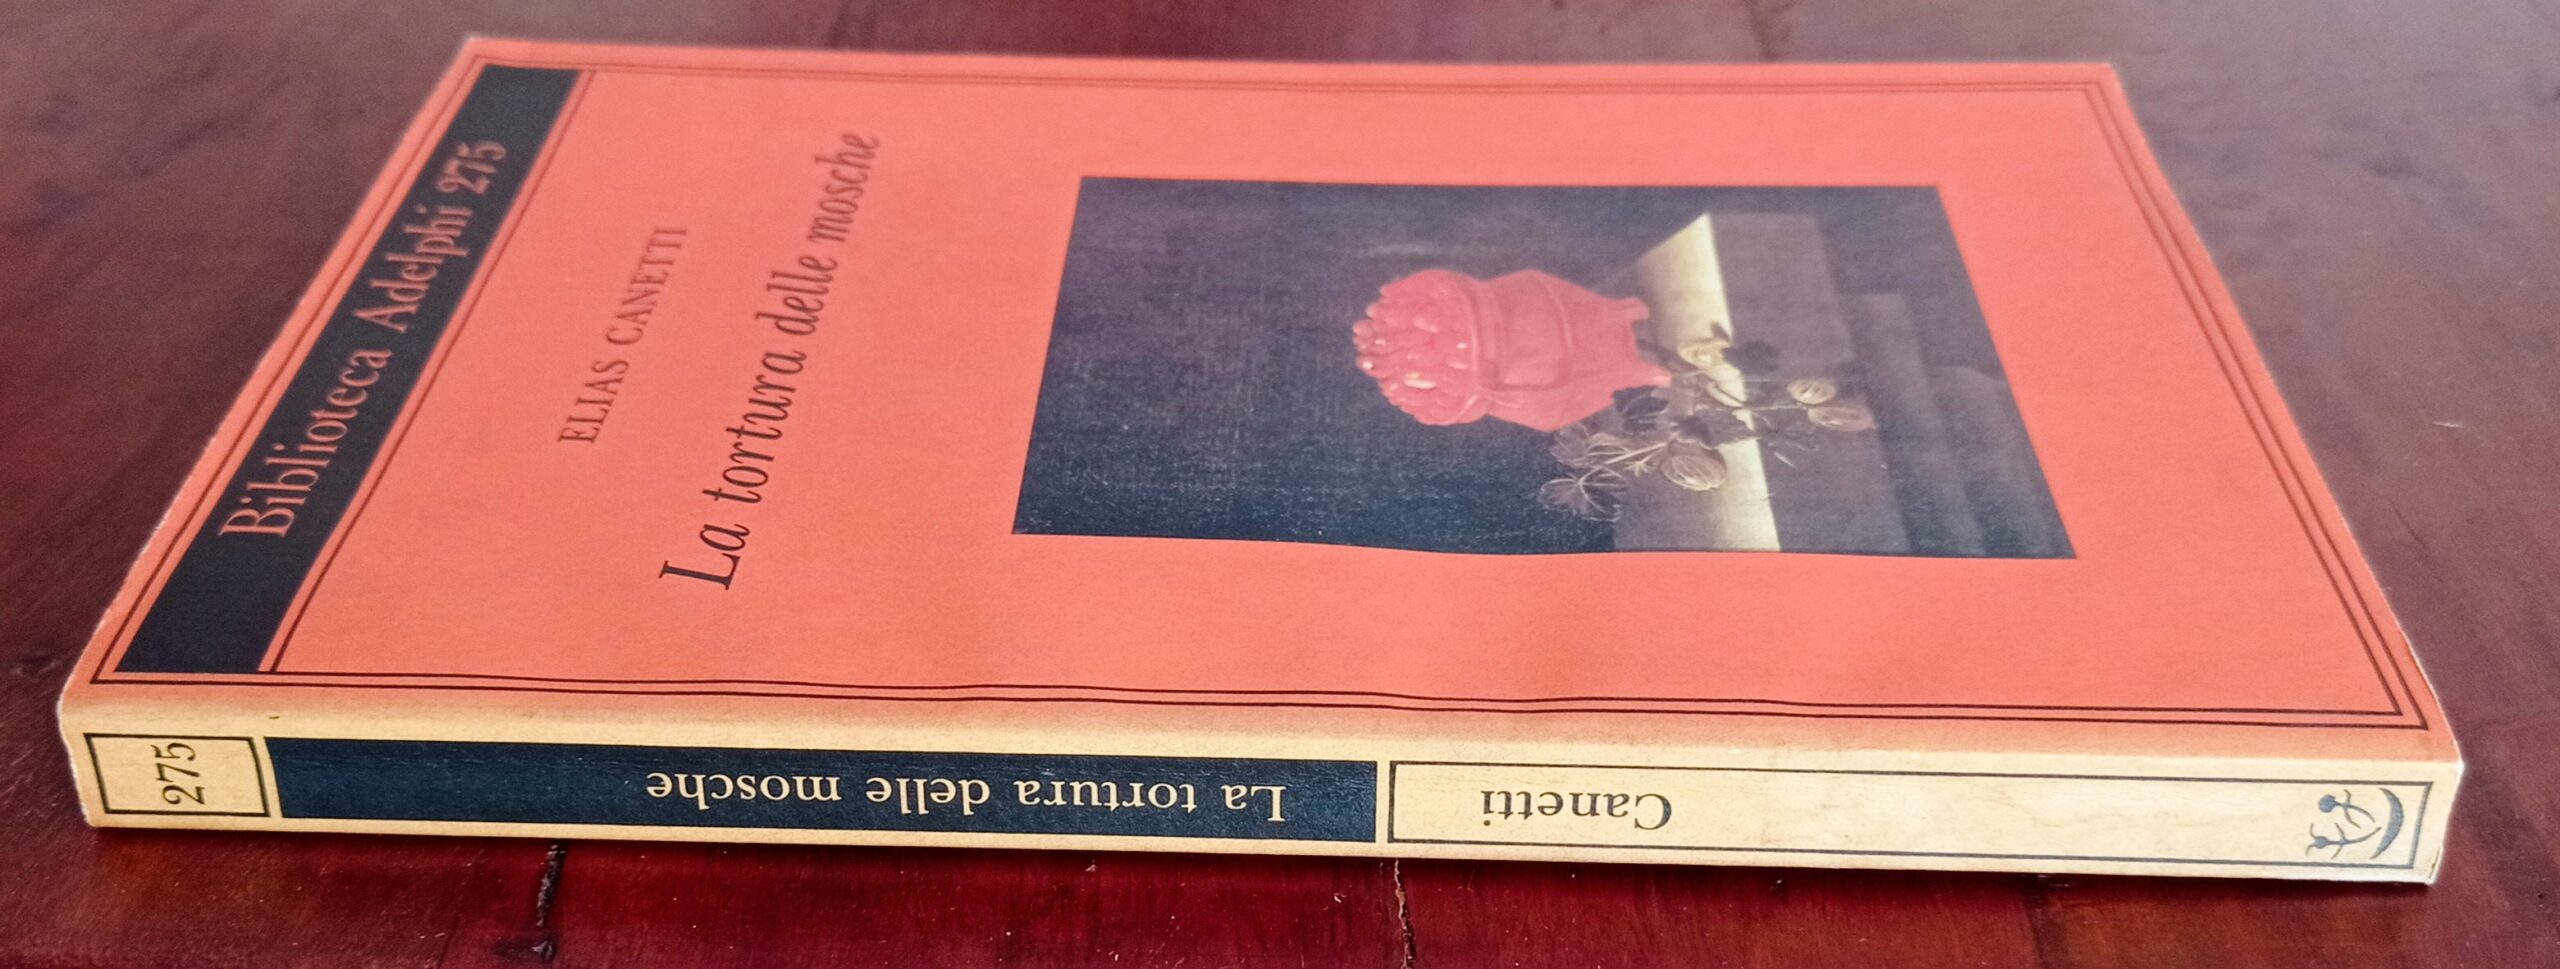 Biblioteca Adelphi 275
ELIAS CANETTI
La tortura delle mosche
275
La tortura delle mosche
Canetti